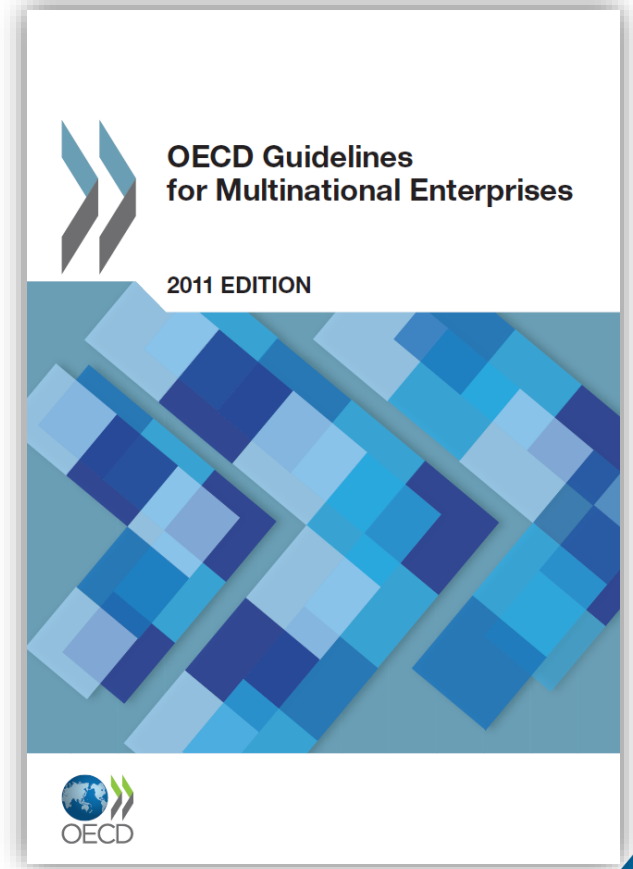 OECD Guidelines
for Multinational Enterprises
2011 EDITION
OECD